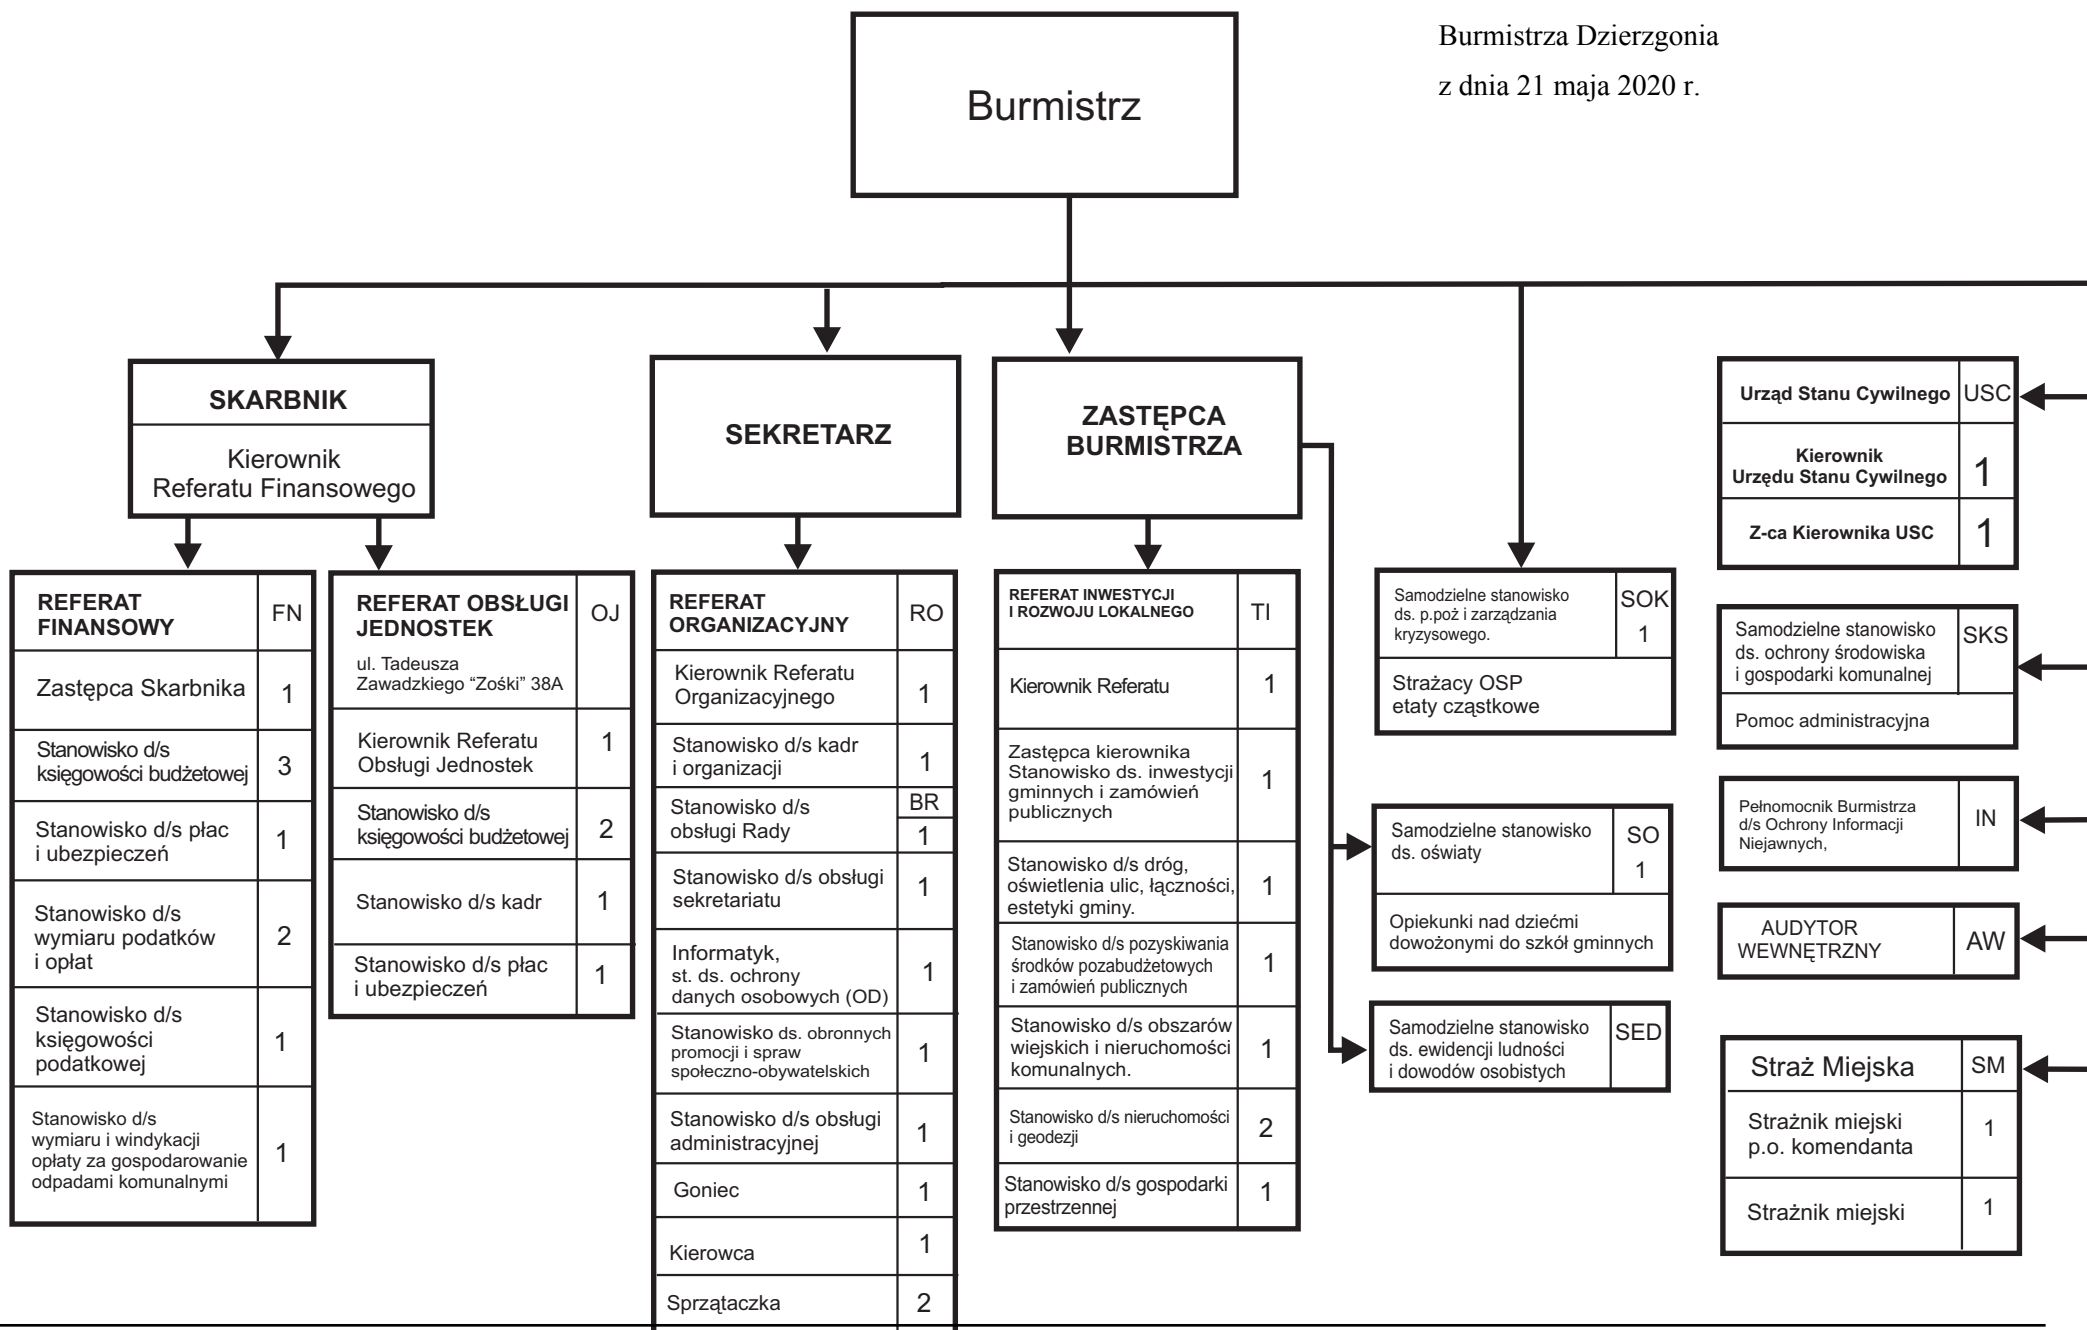 Burmistrza Dzierzgonia
z dnia 21 maja 2020 r.
Burmistrz
SKARBNIK
Kierownik
Referatu Finansowego
SEKRETARZ
ZASTĘPCA
BURMISTRZA
REFERAT
FINANSOWY
FN
Zastępca Skarbnika
1
Stanowisko d/s
księgowości budżetowej
3
Stanowisko d/s płac
i ubezpieczeń
1
Stanowisko d/s
wymiaru podatków
i opłat
2
Stanowisko d/s
księgowości
podatkowej
1
Stanowisko d/s
wymiaru i windykacji
opłaty za gospodarowanie
odpadami komunalnymi
1
REFERAT OBSŁUGI
JEDNOSTEK
OJ
ul. Tadeusza
Zawadzkiego “Zośki” 38A
Kierownik Referatu
Obsługi Jednostek
1
Stanowisko d/s
księgowości budżetowej
2
Stanowisko d/s kadr
1
Stanowisko d/s płac
i ubezpieczeń
1
REFERAT
ORGANIZACYJNY
RO
Kierownik Referatu
Organizacyjnego
1
Stanowisko d/s kadr
i organizacji
1
Stanowisko d/s
obsługi Rady
BR
1
Stanowisko d/s obsługi
sekretariatu
1
Informatyk,
st. ds. ochrony
danych osobowych (OD)
1
Stanowisko ds. obronnych
promocji i spraw
społeczno-obywatelskich
1
Stanowisko d/s obsługi
administracyjnej
1
Goniec
1
Kierowca
1
Sprzątaczka
2
REFERAT INWESTYCJI
I ROZWOJU LOKALNEGO
TI
Kierownik Referatu
1
Zastępca kierownika
Stanowisko ds. inwestycji
gminnych i zamówień
publicznych
1
Stanowisko d/s dróg,
oświetlenia ulic, łączności,
estetyki gminy.
1
Stanowisko d/s pozyskiwania
środków pozabudżetowych
i zamówień publicznych
1
Stanowisko d/s obszarów
wiejskich i nieruchomości
komunalnych.
1
Stanowisko d/s nieruchomości
i geodezji
2
Stanowisko d/s gospodarki
przestrzennej
1
Samodzielne stanowisko
ds. p.poż i zarządzania
kryzysowego.
SOK
1
Strażacy OSP
etaty cząstkowe
Samodzielne stanowisko
ds. oświaty
SO
1
Opiekunki nad dziećmi
dowożonymi do szkół gminnych
Samodzielne stanowisko
ds. ewidencji ludności
i dowodów osobistych
SED
Urząd Stanu Cywilnego
USC
Kierownik
Urzędu Stanu Cywilnego
1
Z-ca Kierownika USC
1
Samodzielne stanowisko
ds. ochrony środowiska
i gospodarki komunalnej
SKS
Pomoc administracyjna
Pełnomocnik Burmistrza
d/s Ochrony Informacji
Niejawnych,
IN
AUDYTOR
WEWNĘTRZNY
AW
Straż Miejska
SM
Strażnik miejski
p.o. komendanta
1
Strażnik miejski
1